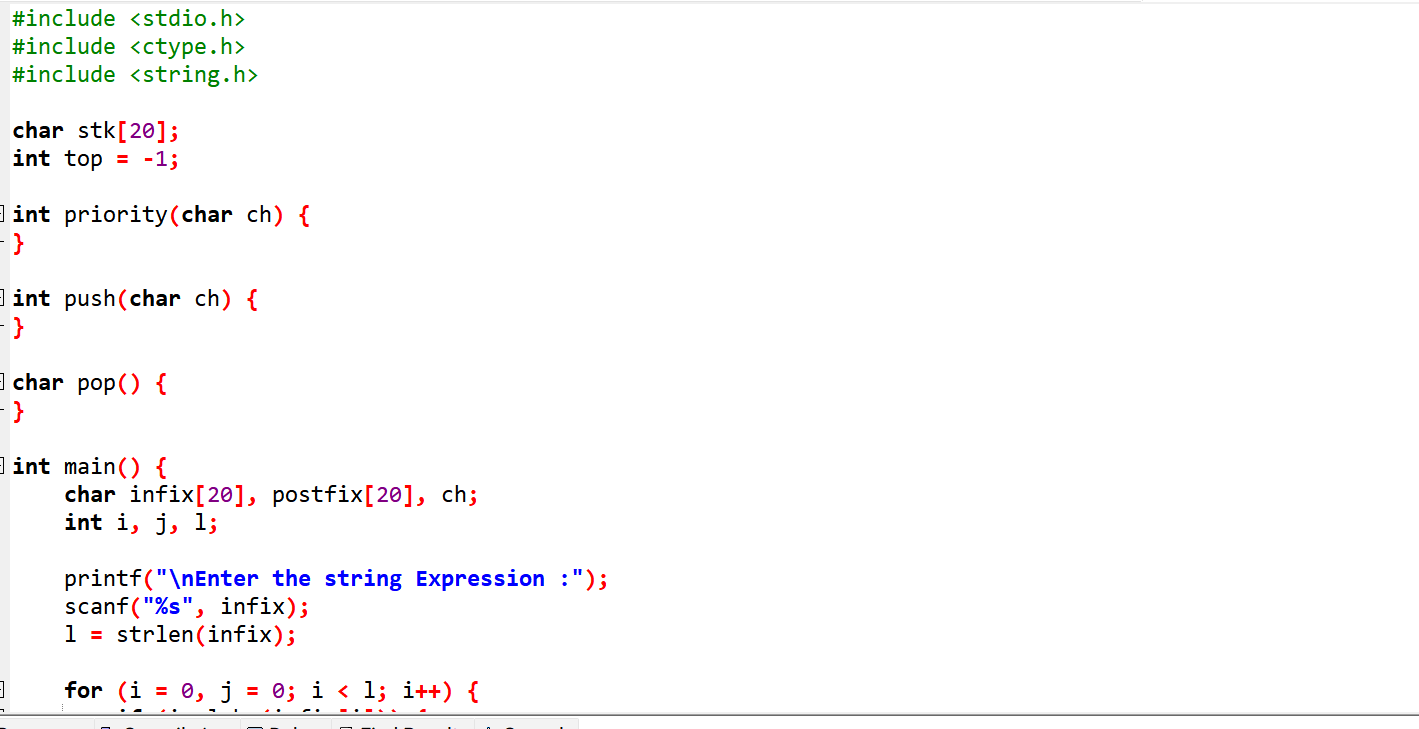 #include <stdio.h>
#include <ctype.h>
#include <string.h>
char stk[20];
int top = -1;
int priority(char ch) {
}
int push(char ch) {
}
char pop() {
}
int main() {
char infix[20], postfix[20], ch;
int i, j, l;
printf("\nEnter the string Expression :");
scanf("%s", infix);
l = strlen(infix);
for (i = 0, j = 0; i < l; i++) {